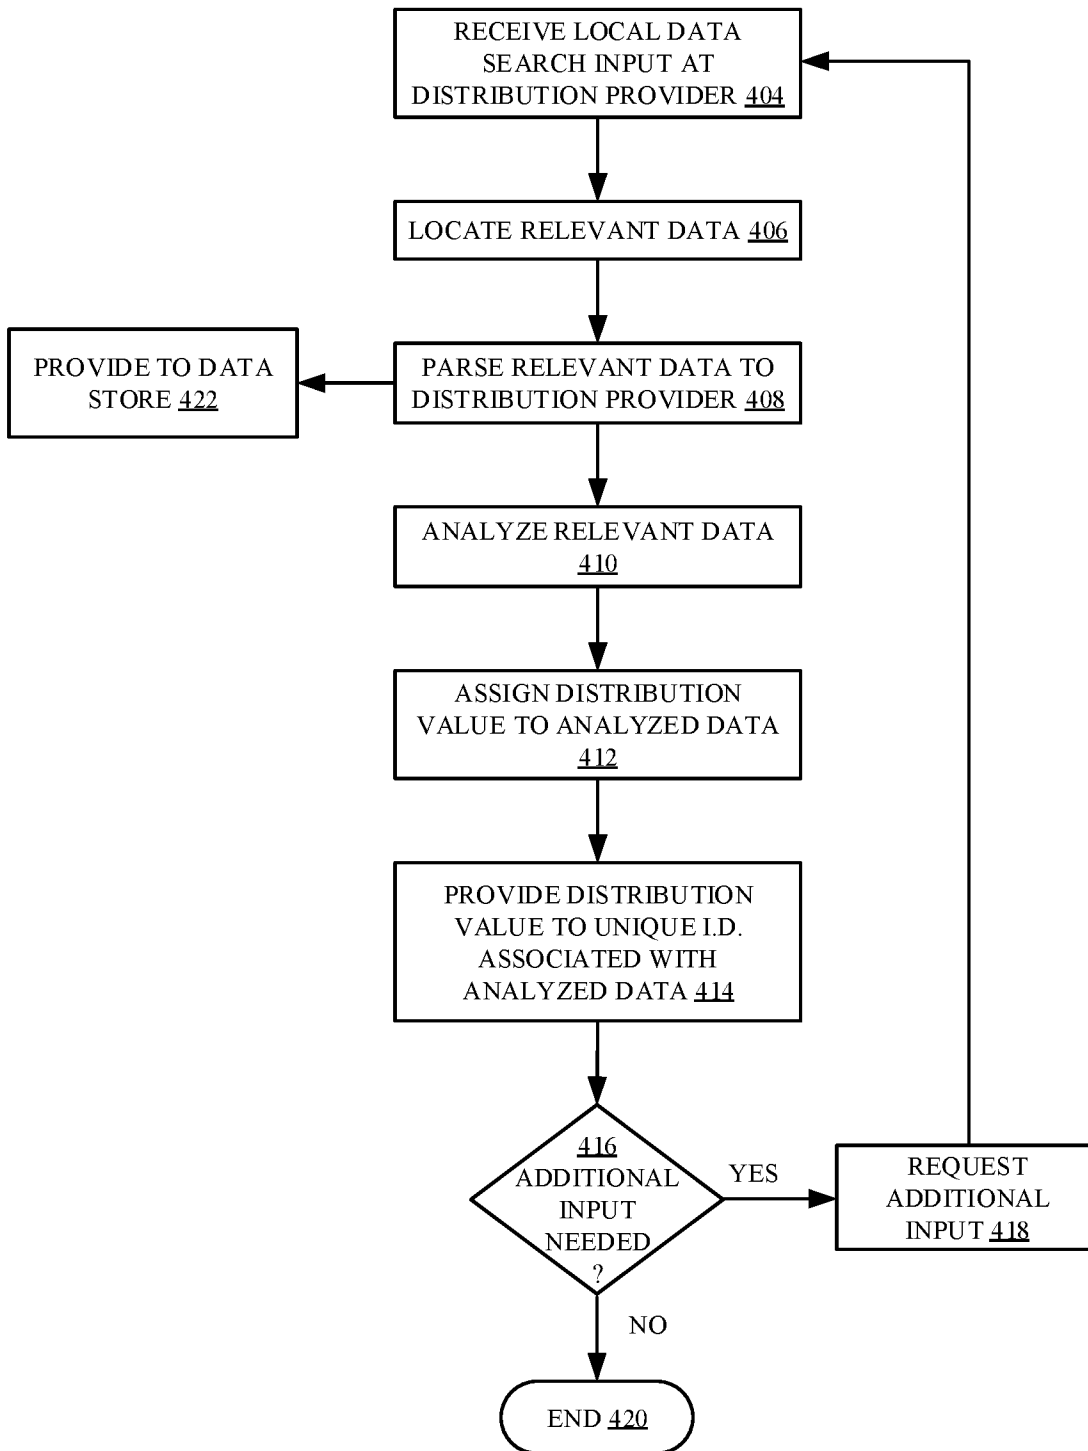 RECEIVE LOCAL DATA
SEARCH INPUT AT
DISTRIBUTION PROVIDER 404
LOCATE RELEVANT DATA 406
PROVIDE TO DATA
STORE 422
PARSE RELEVANT DATA TO
DISTRIBUTION PROVIDER 408
ANALYZE RELEVANT DATA
410
ASSIGN DISTRIBUTION
VALUE TO ANALYZED DATA
412
PROVIDE DISTRIBUTION
VALUE TO UNIQUE I.D.
ASSOCIATED WITH
ANALYZED DATA 414
416
ADDITIONAL
INPUT
NEEDED
?
YES
REQUEST
ADDITIONAL
INPUT 418
NO
END 420